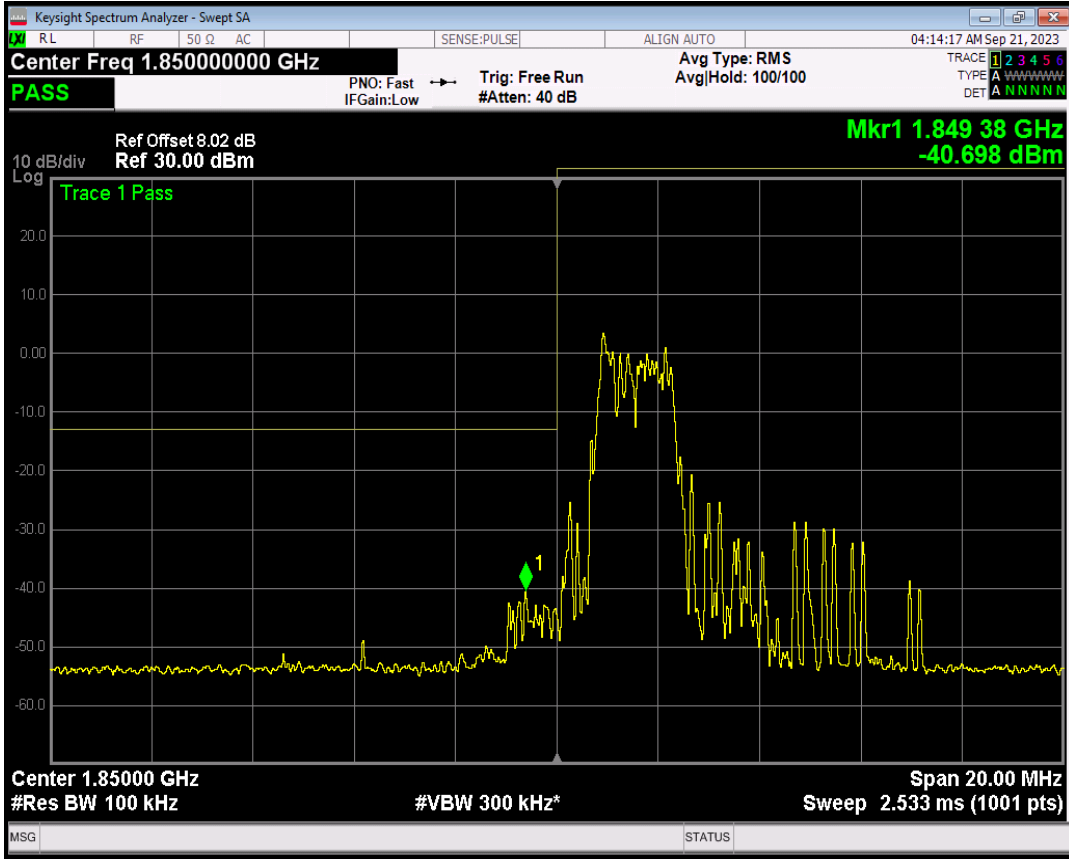 Keysight Spectrum Analyzer - Swept SA
LXI RL RF 50 Ω AC SENSE:PULSE ALIGN AUTO 04:14:17 AM Sep 21, 2023
Center Freq 1.850000000 GHz
PASS
PNO: Fast
IFGain:Low
Trig: Free Run
#Atten: 40 dB
Avg Type: RMS
Avg|Hold: 100/100
TRACE 1 2 3 4 5 6
TYPE A WWWWW
DET A N N N N N
Mkr1 1.849 38 GHz
-40.698 dBm
10 dB/div
Log
Ref Offset 8.02 dB
Ref 30.00 dBm
Trace 1 Pass
20.0
10.0
0.00
-10.0
-20.0
-30.0
1
-40.0
-50.0
-60.0
Center 1.85000 GHz
Span 20.00 MHz
#Res BW 100 kHz
#VBW 300 kHz*
Sweep 2.533 ms (1001 pts)
MSG
STATUS